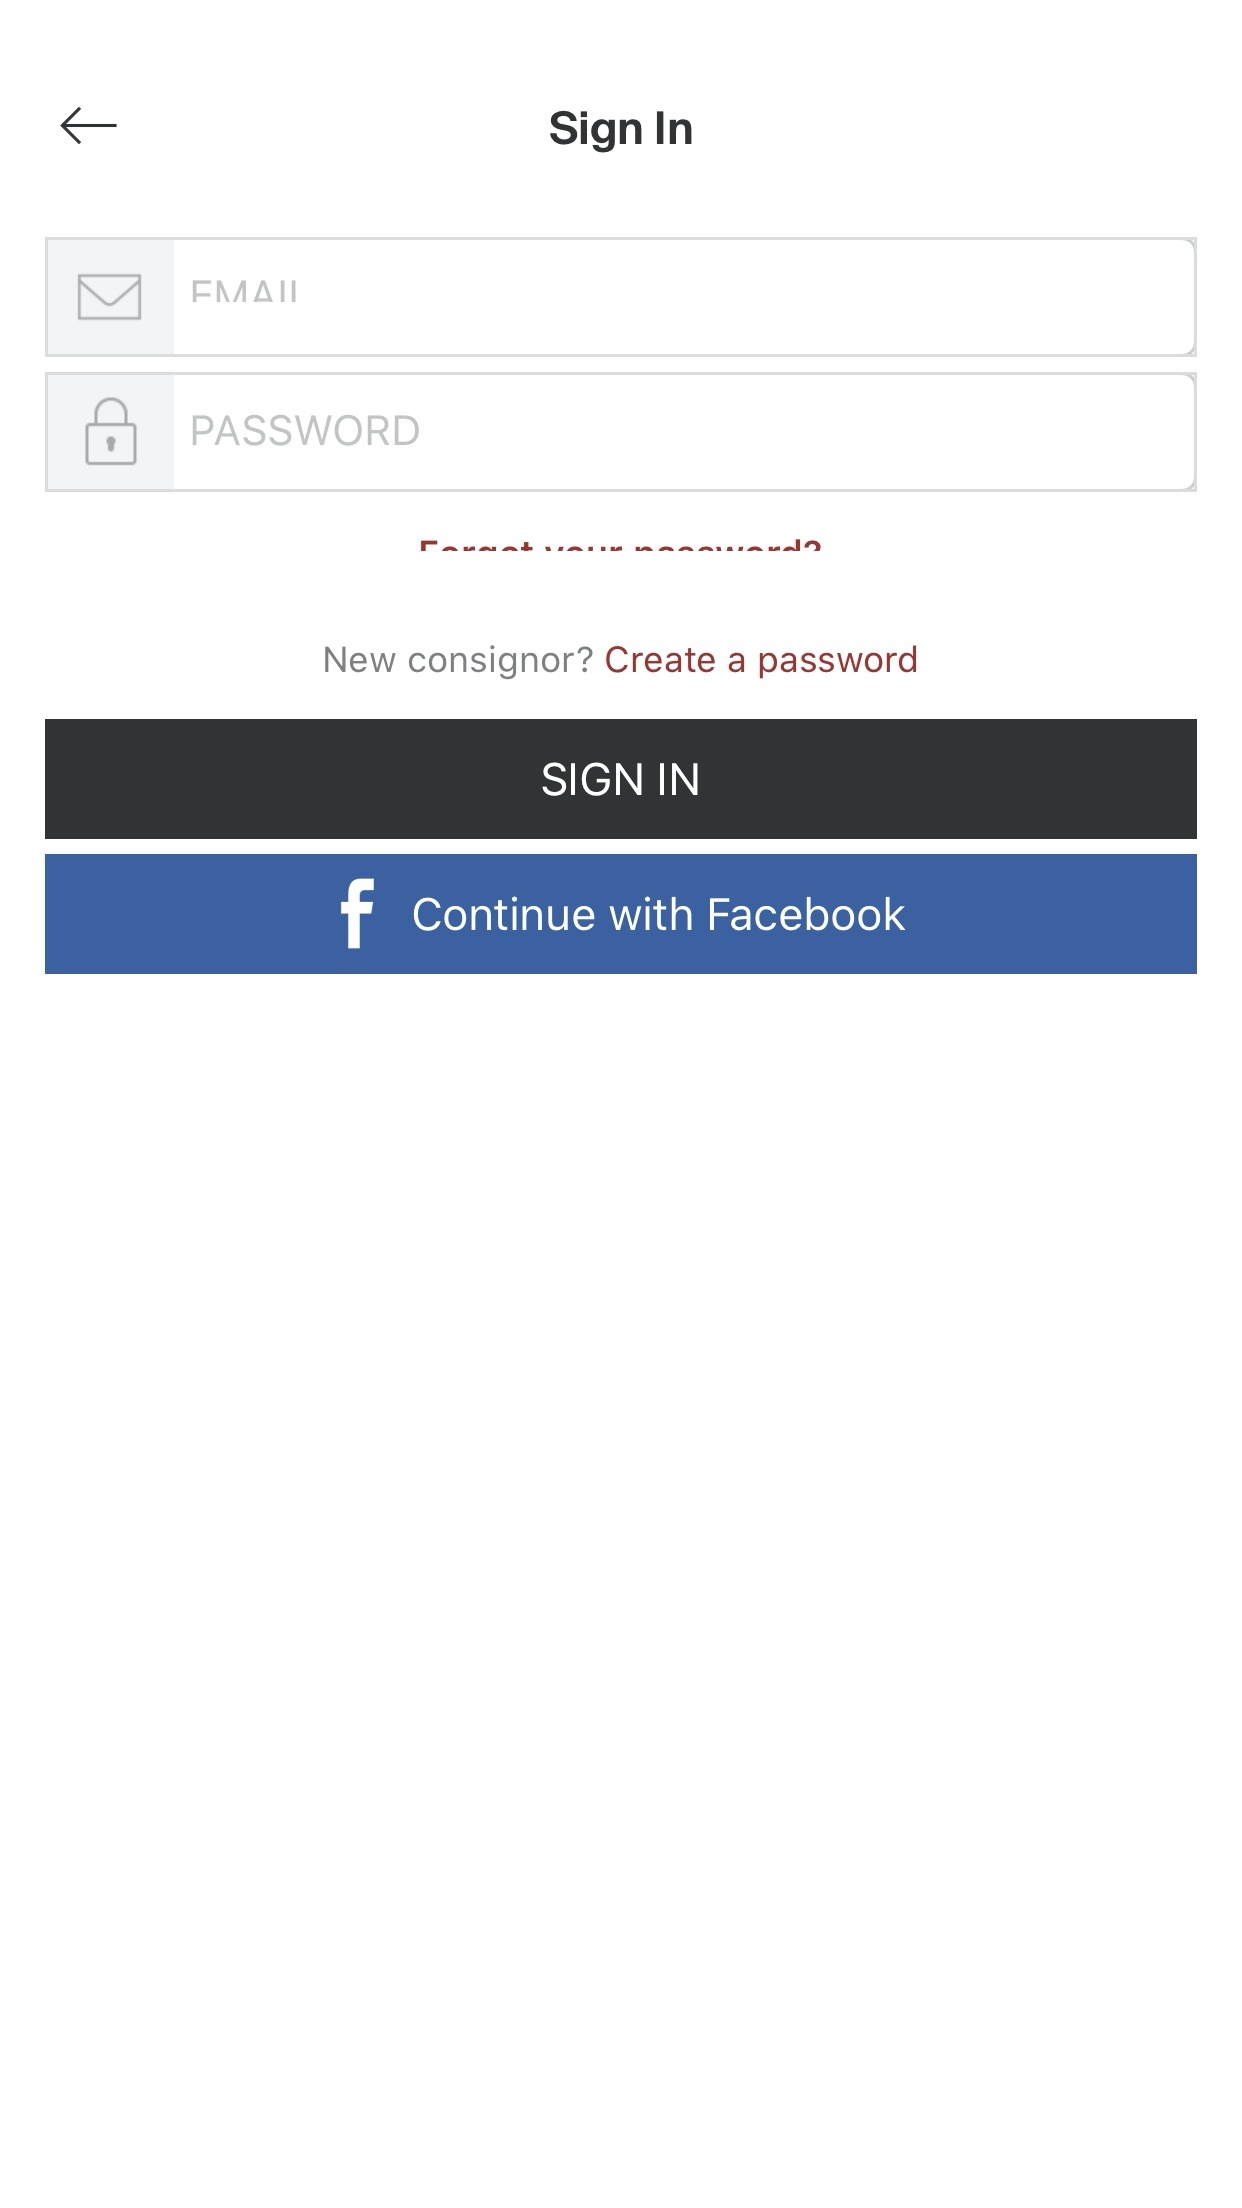 Sign In
EMAIL
PASSWORD
Forgot your password?
New consignor? Create a password
SIGN IN
f Continue with Facebook